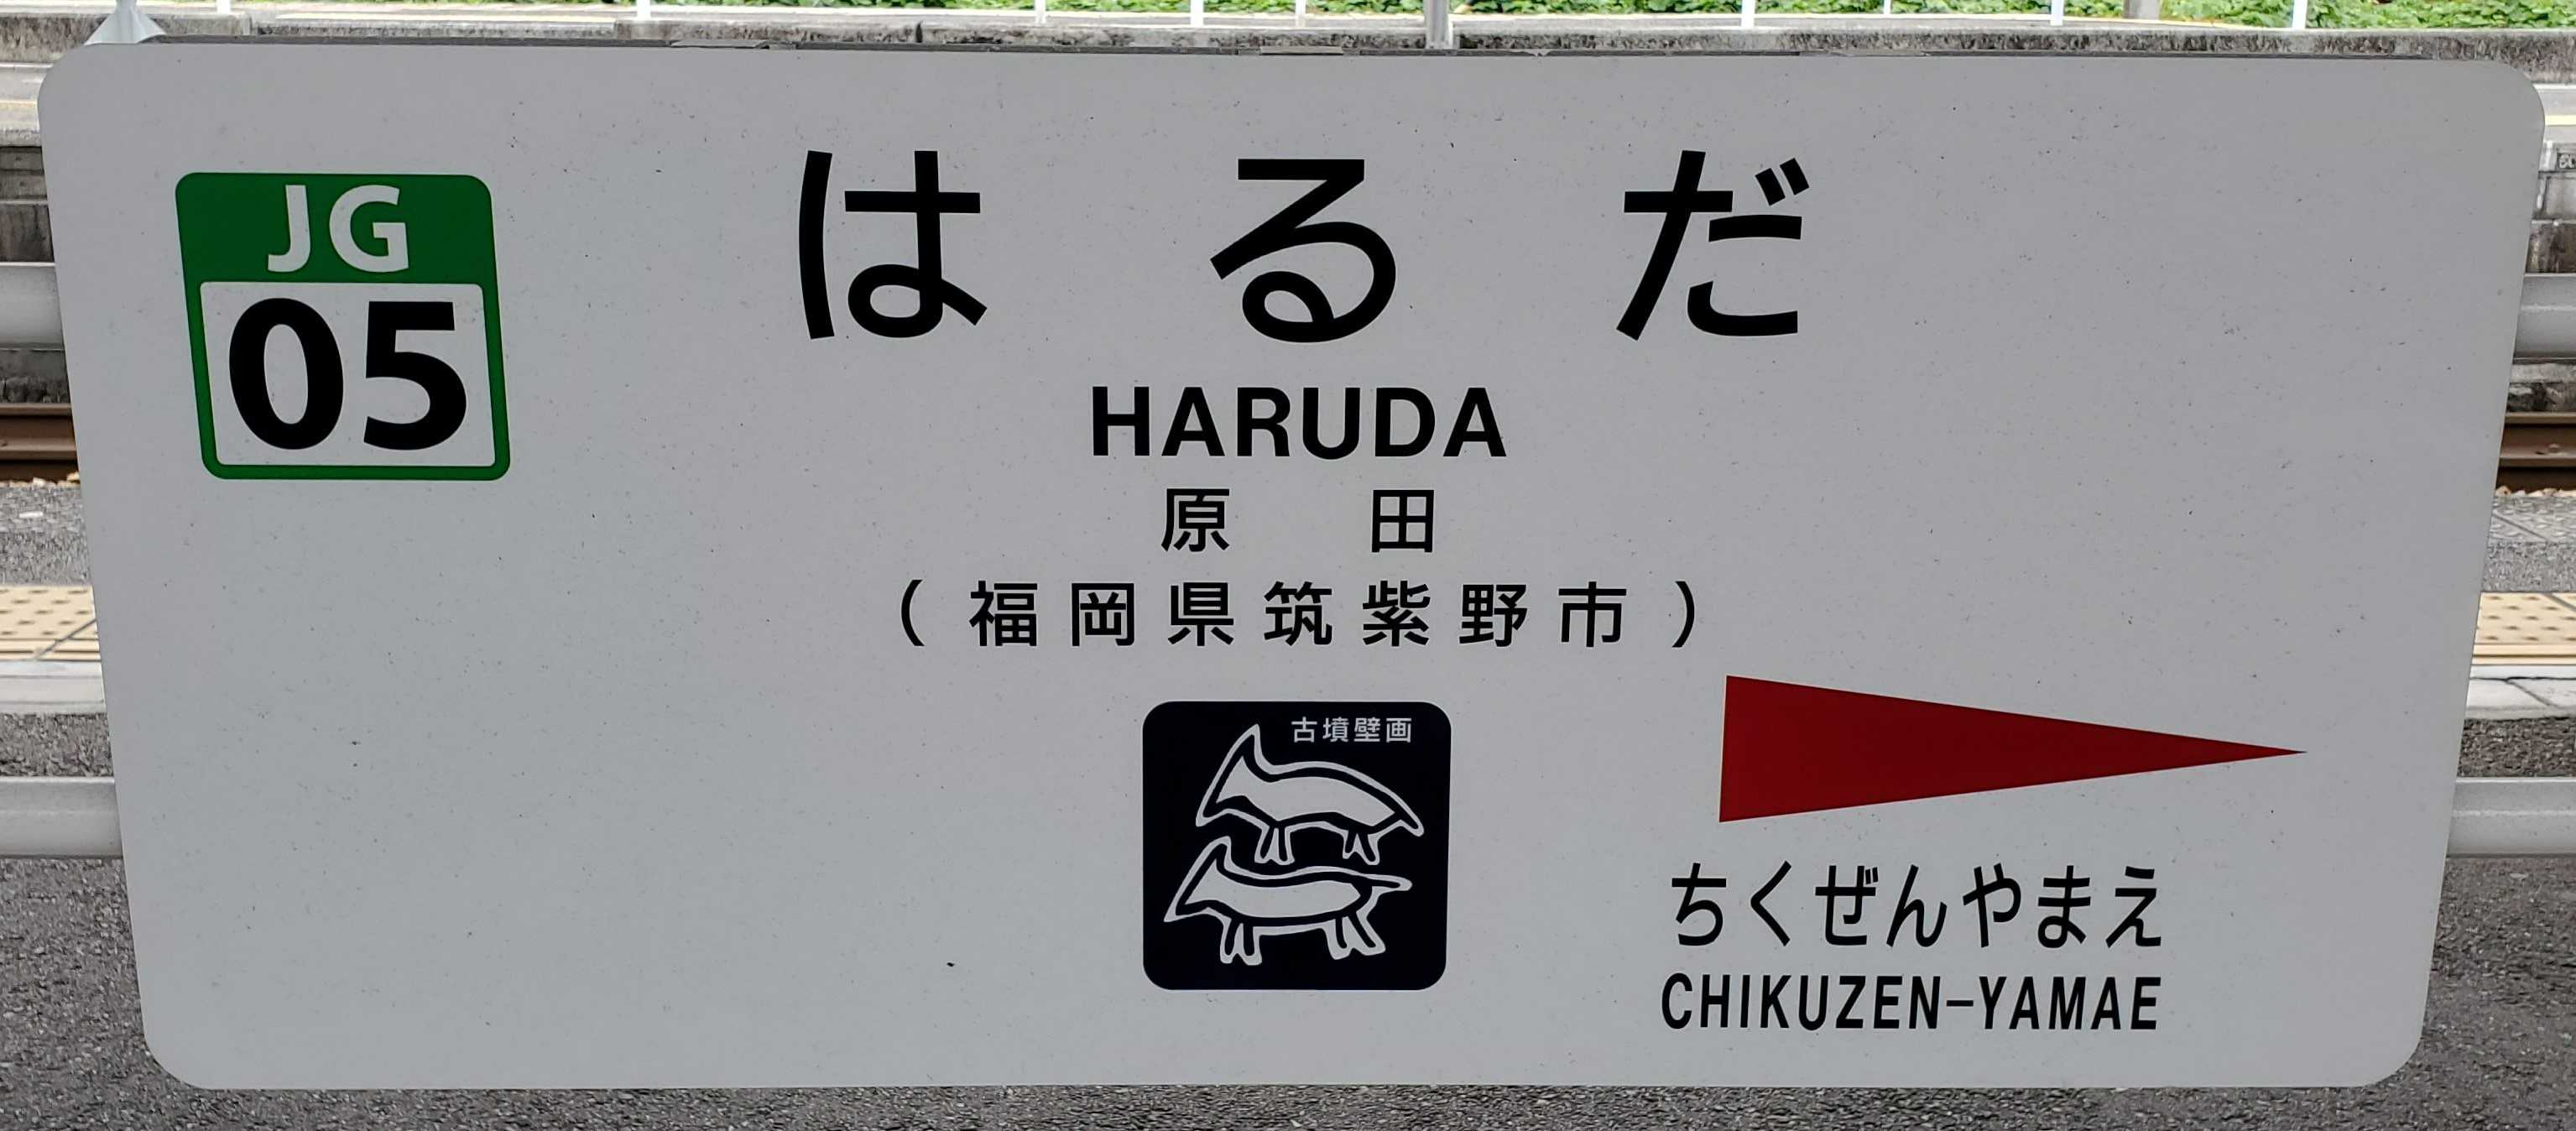 JG
05
はるだ
HARUDA
原田
(福岡県筑紫野市)
古墳壁画
ちくぜんやまえ
CHIKUZEN-YAMAE